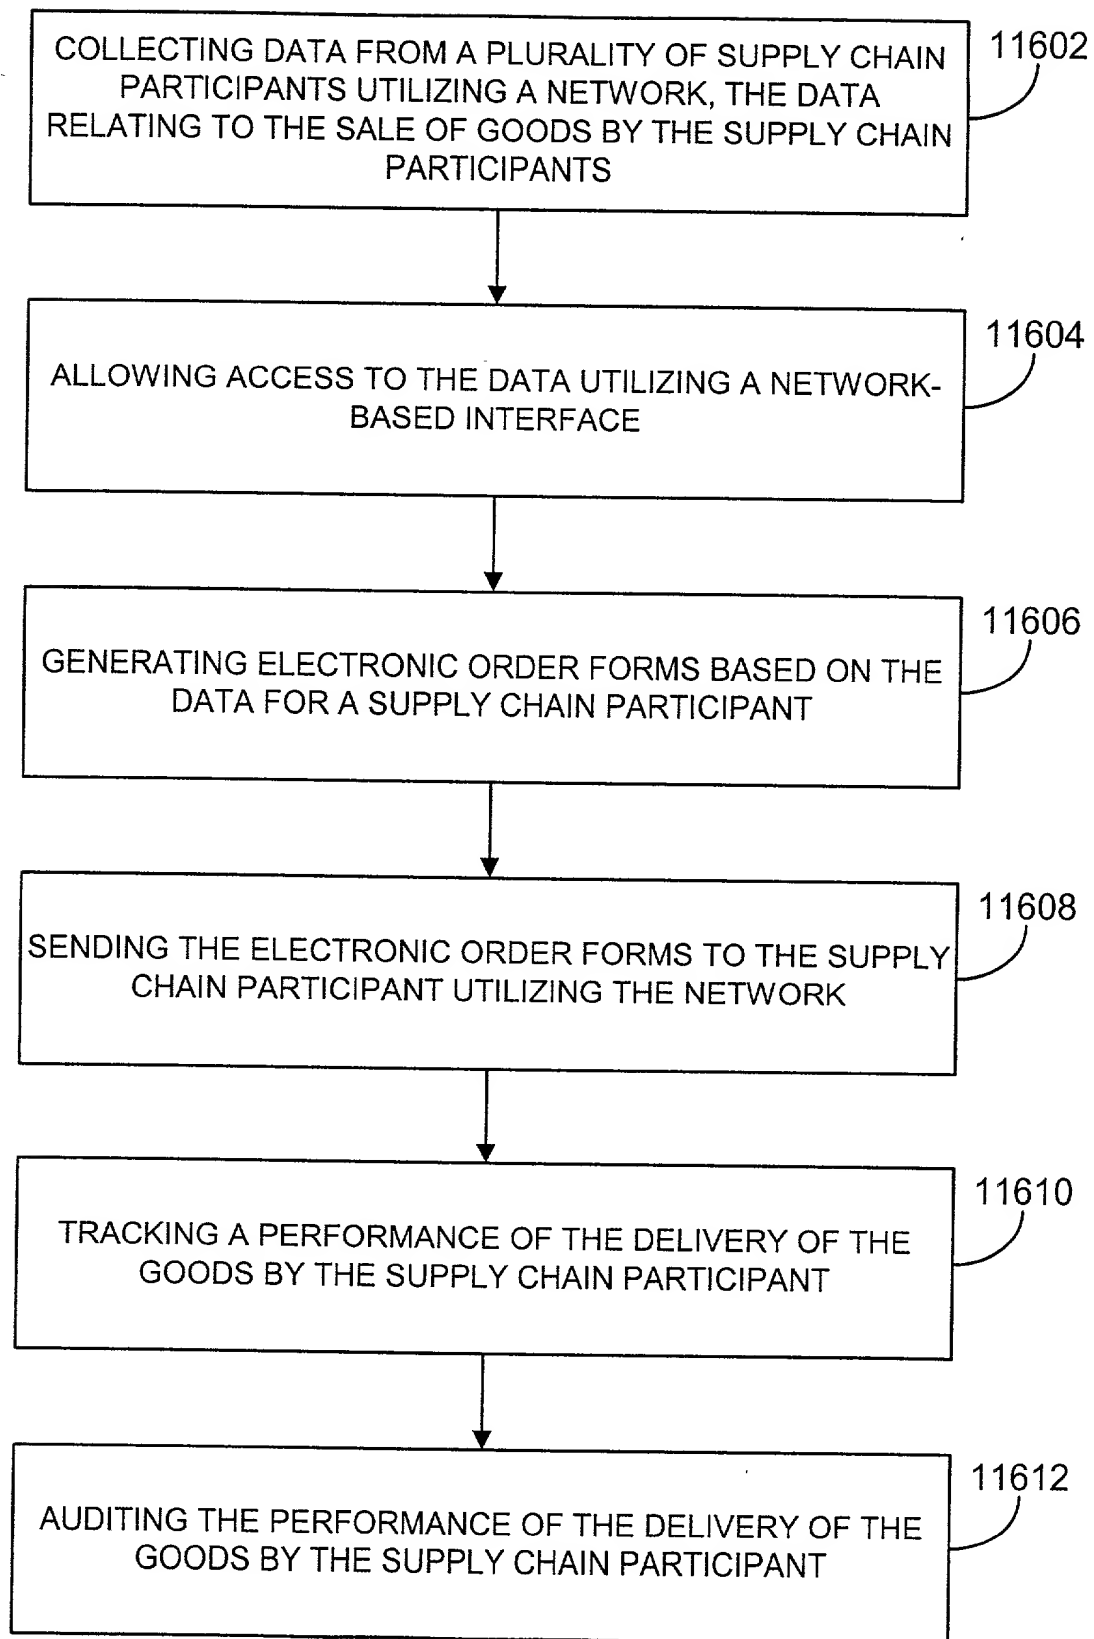 COLLECTING DATA FROM A PLURALITY OF SUPPLY CHAIN
PARTICIPANTS UTILIZING A NETWORK, THE DATA
RELATING TO THE SALE OF GOODS BY THE SUPPLY CHAIN
PARTICIPANTS
11602
ALLOWING ACCESS TO THE DATA UTILIZING A NETWORK-
BASED INTERFACE
11604
GENERATING ELECTRONIC ORDER FORMS BASED ON THE
DATA FOR A SUPPLY CHAIN PARTICIPANT
11606
SENDING THE ELECTRONIC ORDER FORMS TO THE SUPPLY
CHAIN PARTICIPANT UTILIZING THE NETWORK
11608
TRACKING A PERFORMANCE OF THE DELIVERY OF THE
GOODS BY THE SUPPLY CHAIN PARTICIPANT
11610
AUDITING THE PERFORMANCE OF THE DELIVERY OF THE
GOODS BY THE SUPPLY CHAIN PARTICIPANT
11612